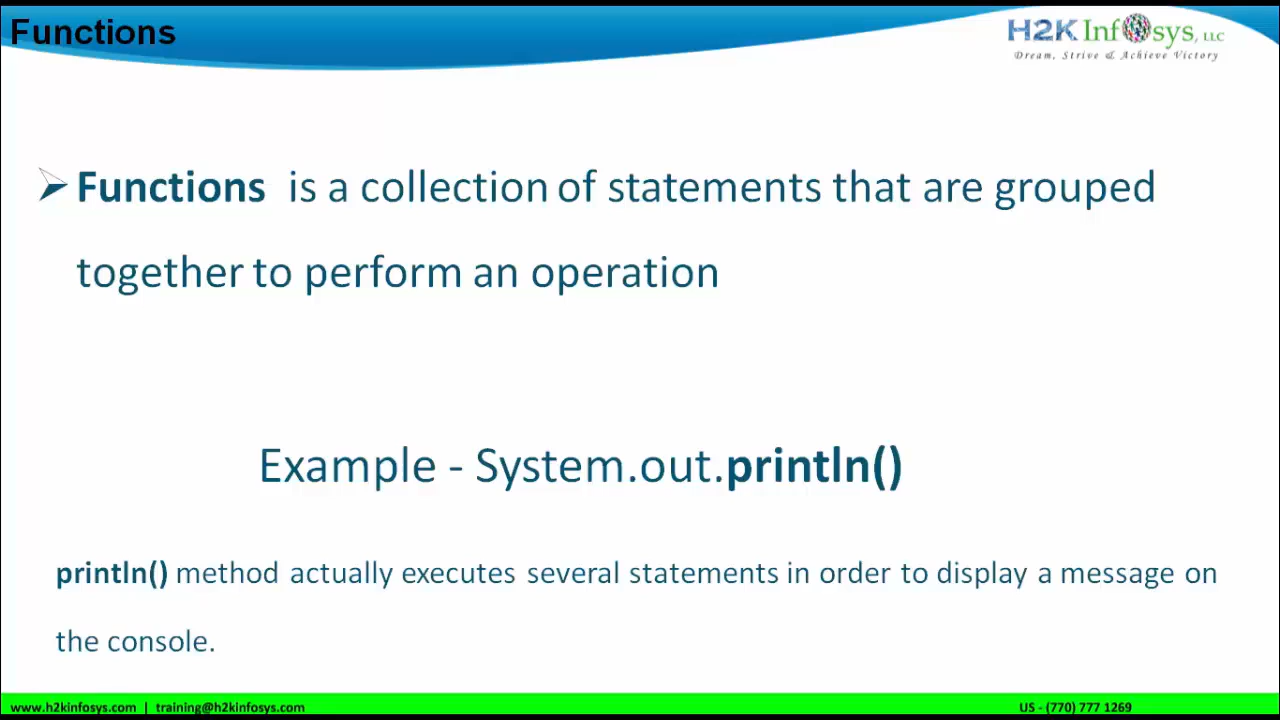 Functions
H2K Infosys, LLC
Dream, Strive & Achieve Victory
Functions is a collection of statements that are grouped
together to perform an operation
Example - System.out.println()
println() method actually executes several statements in order to display a message on
the console.
www.h2kinfosys.com | training@h2kinfosys.com
US - (770) 777 1269